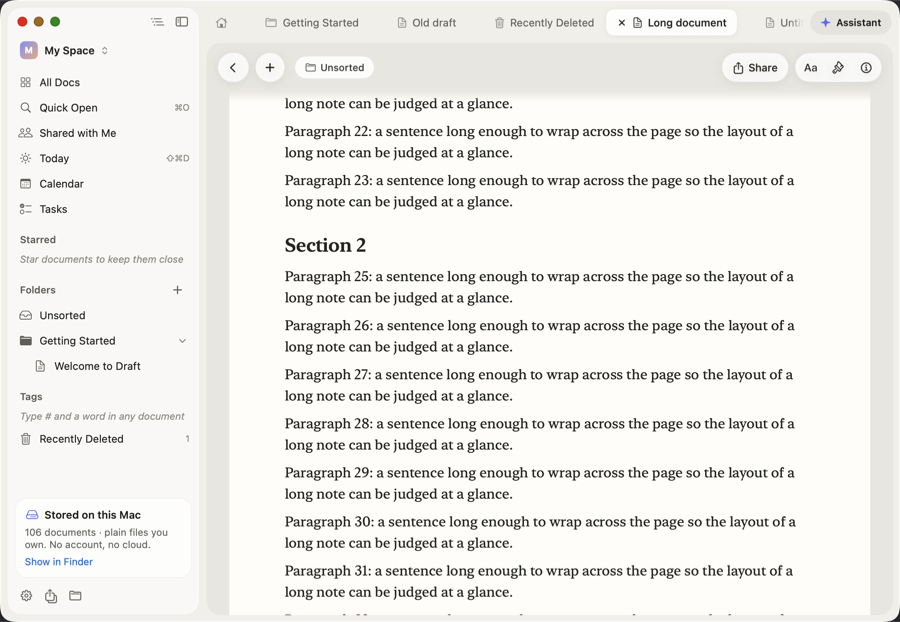 Getting Started
Old draft
Recently Deleted
Long document
Assistant
M My Space
All Docs
Quick Open ⌘O
Shared with Me
Today ⇧⌘D
Calendar
Tasks
Starred
Star documents to keep them close
Folders
Unsorted
Getting Started
Welcome to Draft
Tags
Type # and a word in any document
Recently Deleted 1
Stored on this Mac
106 documents · plain files you
own. No account, no cloud.
Show in Finder
Unsorted
Share
Aa
long note can be judged at a glance.
Paragraph 22: a sentence long enough to wrap across the page so the layout of a
long note can be judged at a glance.
Paragraph 23: a sentence long enough to wrap across the page so the layout of a
long note can be judged at a glance.
Section 2
Paragraph 25: a sentence long enough to wrap across the page so the layout of a
long note can be judged at a glance.
Paragraph 26: a sentence long enough to wrap across the page so the layout of a
long note can be judged at a glance.
Paragraph 27: a sentence long enough to wrap across the page so the layout of a
long note can be judged at a glance.
Paragraph 28: a sentence long enough to wrap across the page so the layout of a
long note can be judged at a glance.
Paragraph 29: a sentence long enough to wrap across the page so the layout of a
long note can be judged at a glance.
Paragraph 30: a sentence long enough to wrap across the page so the layout of a
long note can be judged at a glance.
Paragraph 31: a sentence long enough to wrap across the page so the layout of a
long note can be judged at a glance.